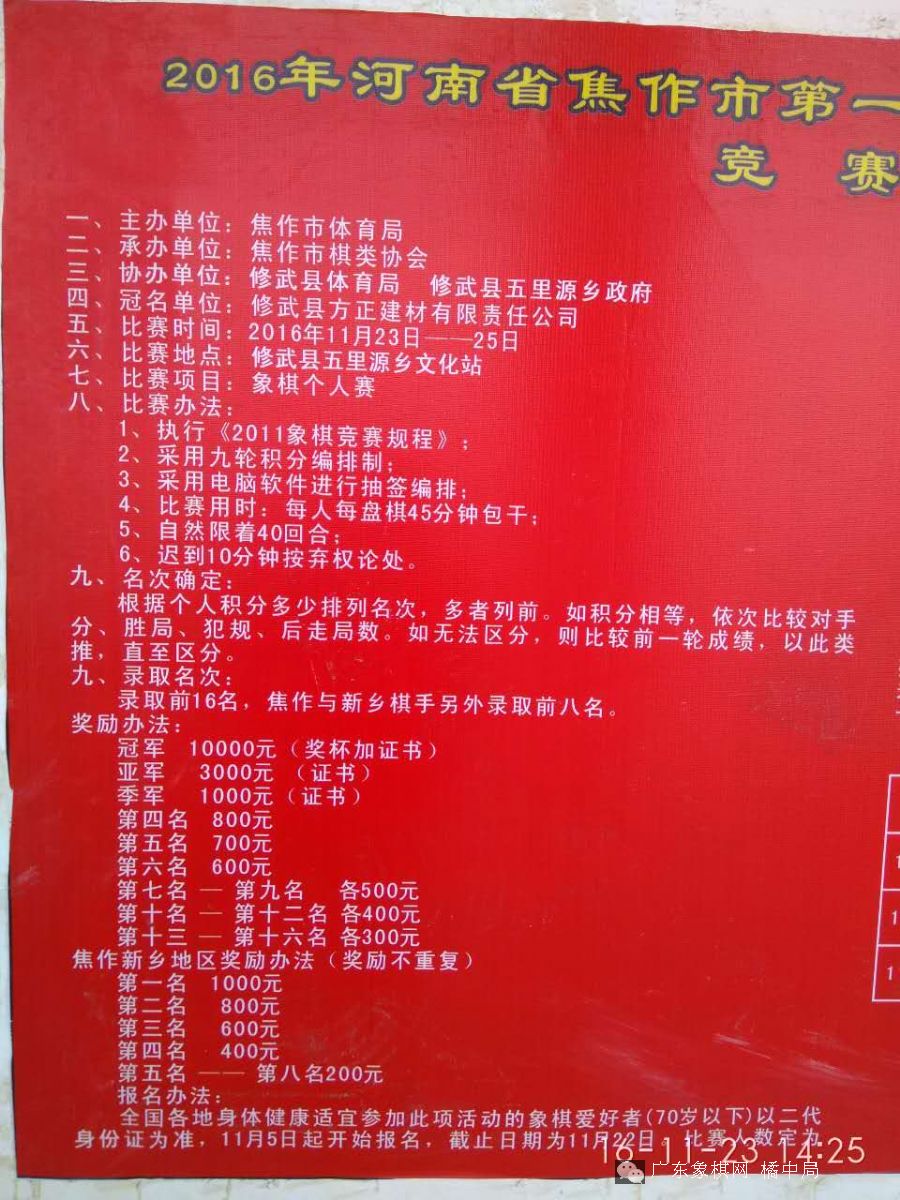 2016年河南省焦作市第一
竞 赛
一、主办单位：焦作市体育局
二、承办单位：焦作市棋类协会
三、协办单位：修武县体育局 修武县五里源乡政府
四、冠名单位：修武县方正建材有限责任公司
五、比赛时间：2016年11月23日——25日
六、比赛地点：修武县五里源乡文化站
七、比赛项目：象棋个人赛
八、比赛办法：
1、执行《2011象棋竞赛规程》；
2、采用九轮积分编排制；
3、采用电脑软件进行抽签编排；
4、比赛用时：每人每盘棋45分钟包干；
5、自然限着40回合；
6、迟到10分钟按弃权论处。
九、名次确定：
根据个人积分多少排列名次，多者列前。如积分相等，依次比较对手
分、胜局、犯规、后走局数。如无法区分，则比较前一轮成绩，以此类
推，直至区分。
九、录取名次：
录取前16名，焦作与新乡棋手另外录取前八名。
奖励办法：
冠军 10000元（奖杯加证书）
亚军 3000元 （证书）
季军 1000元（证书）
第四名 800元
第五名 700元
第六名 600元
第七名 — 第九名 各500元
第十名 — 第十二名 各400元
第十三 — 第十六名 各300元
焦作新乡地区奖励办法（奖励不重复）
第一名 1000元
第二名 800元
第三名 600元
第四名 400元
第五名 —— 第八名200元
报名办法：
全国各地身体健康适宜参加此项活动的象棋爱好者(70岁以下)以二代
身份证为准，11月5日起开始报名，截止日期为11月22日；比赛人数定为
16-11-23 14:25
广东象棋网 橘中局